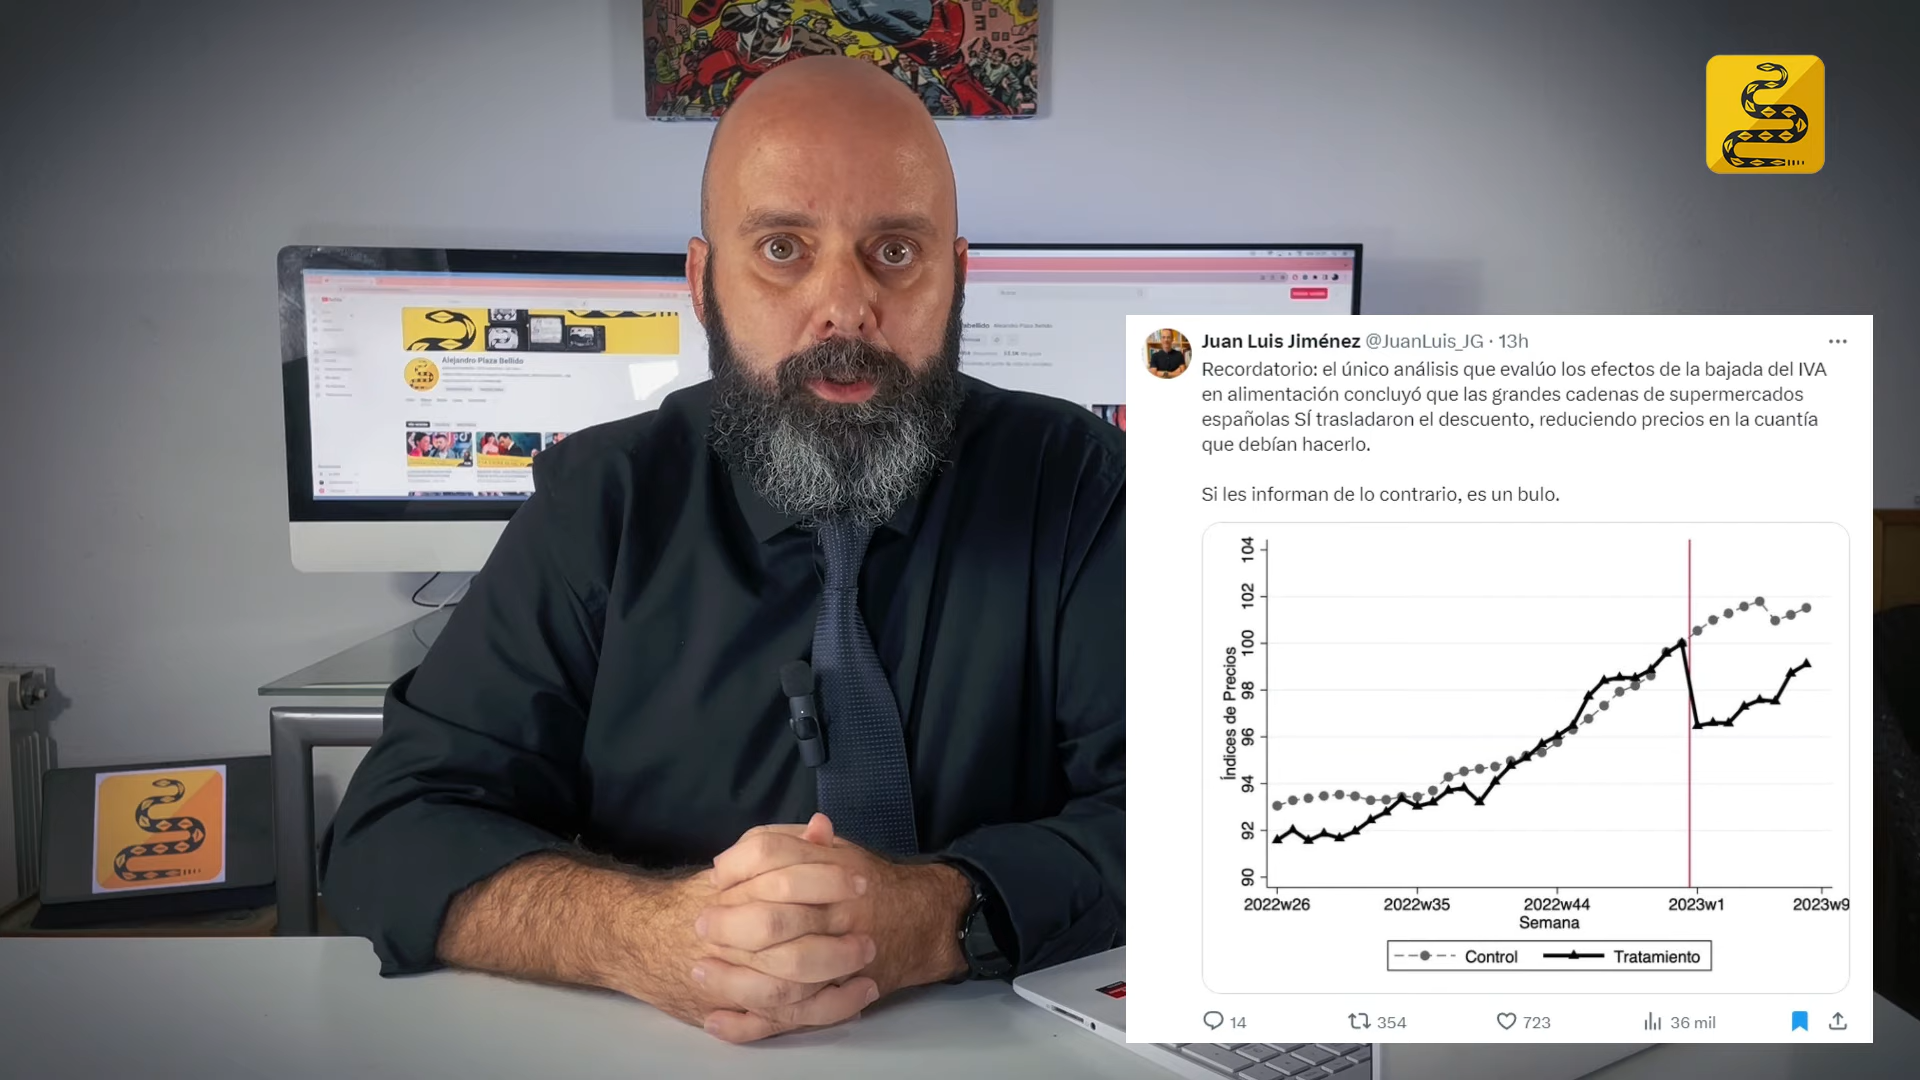 Alejandro Plaza Bellido
Juan Luis Jiménez @JuanLuis_JG · 13h
Recordatorio: el único análisis que evalúo los efectos de la bajada del IVA
en alimentación concluyó que las grandes cadenas de supermercados
españolas SÍ trasladaron el descuento, reduciendo precios en la cuantía
que debían hacerlo.
Si les informan de lo contrario, es un bulo.
Índices de Precios
104
102
100
98
96
94
92
90
2022w26 2022w35 2022w44 2023w1 2023w9
Semana
Control Tratamiento
14 354 723 36 mil